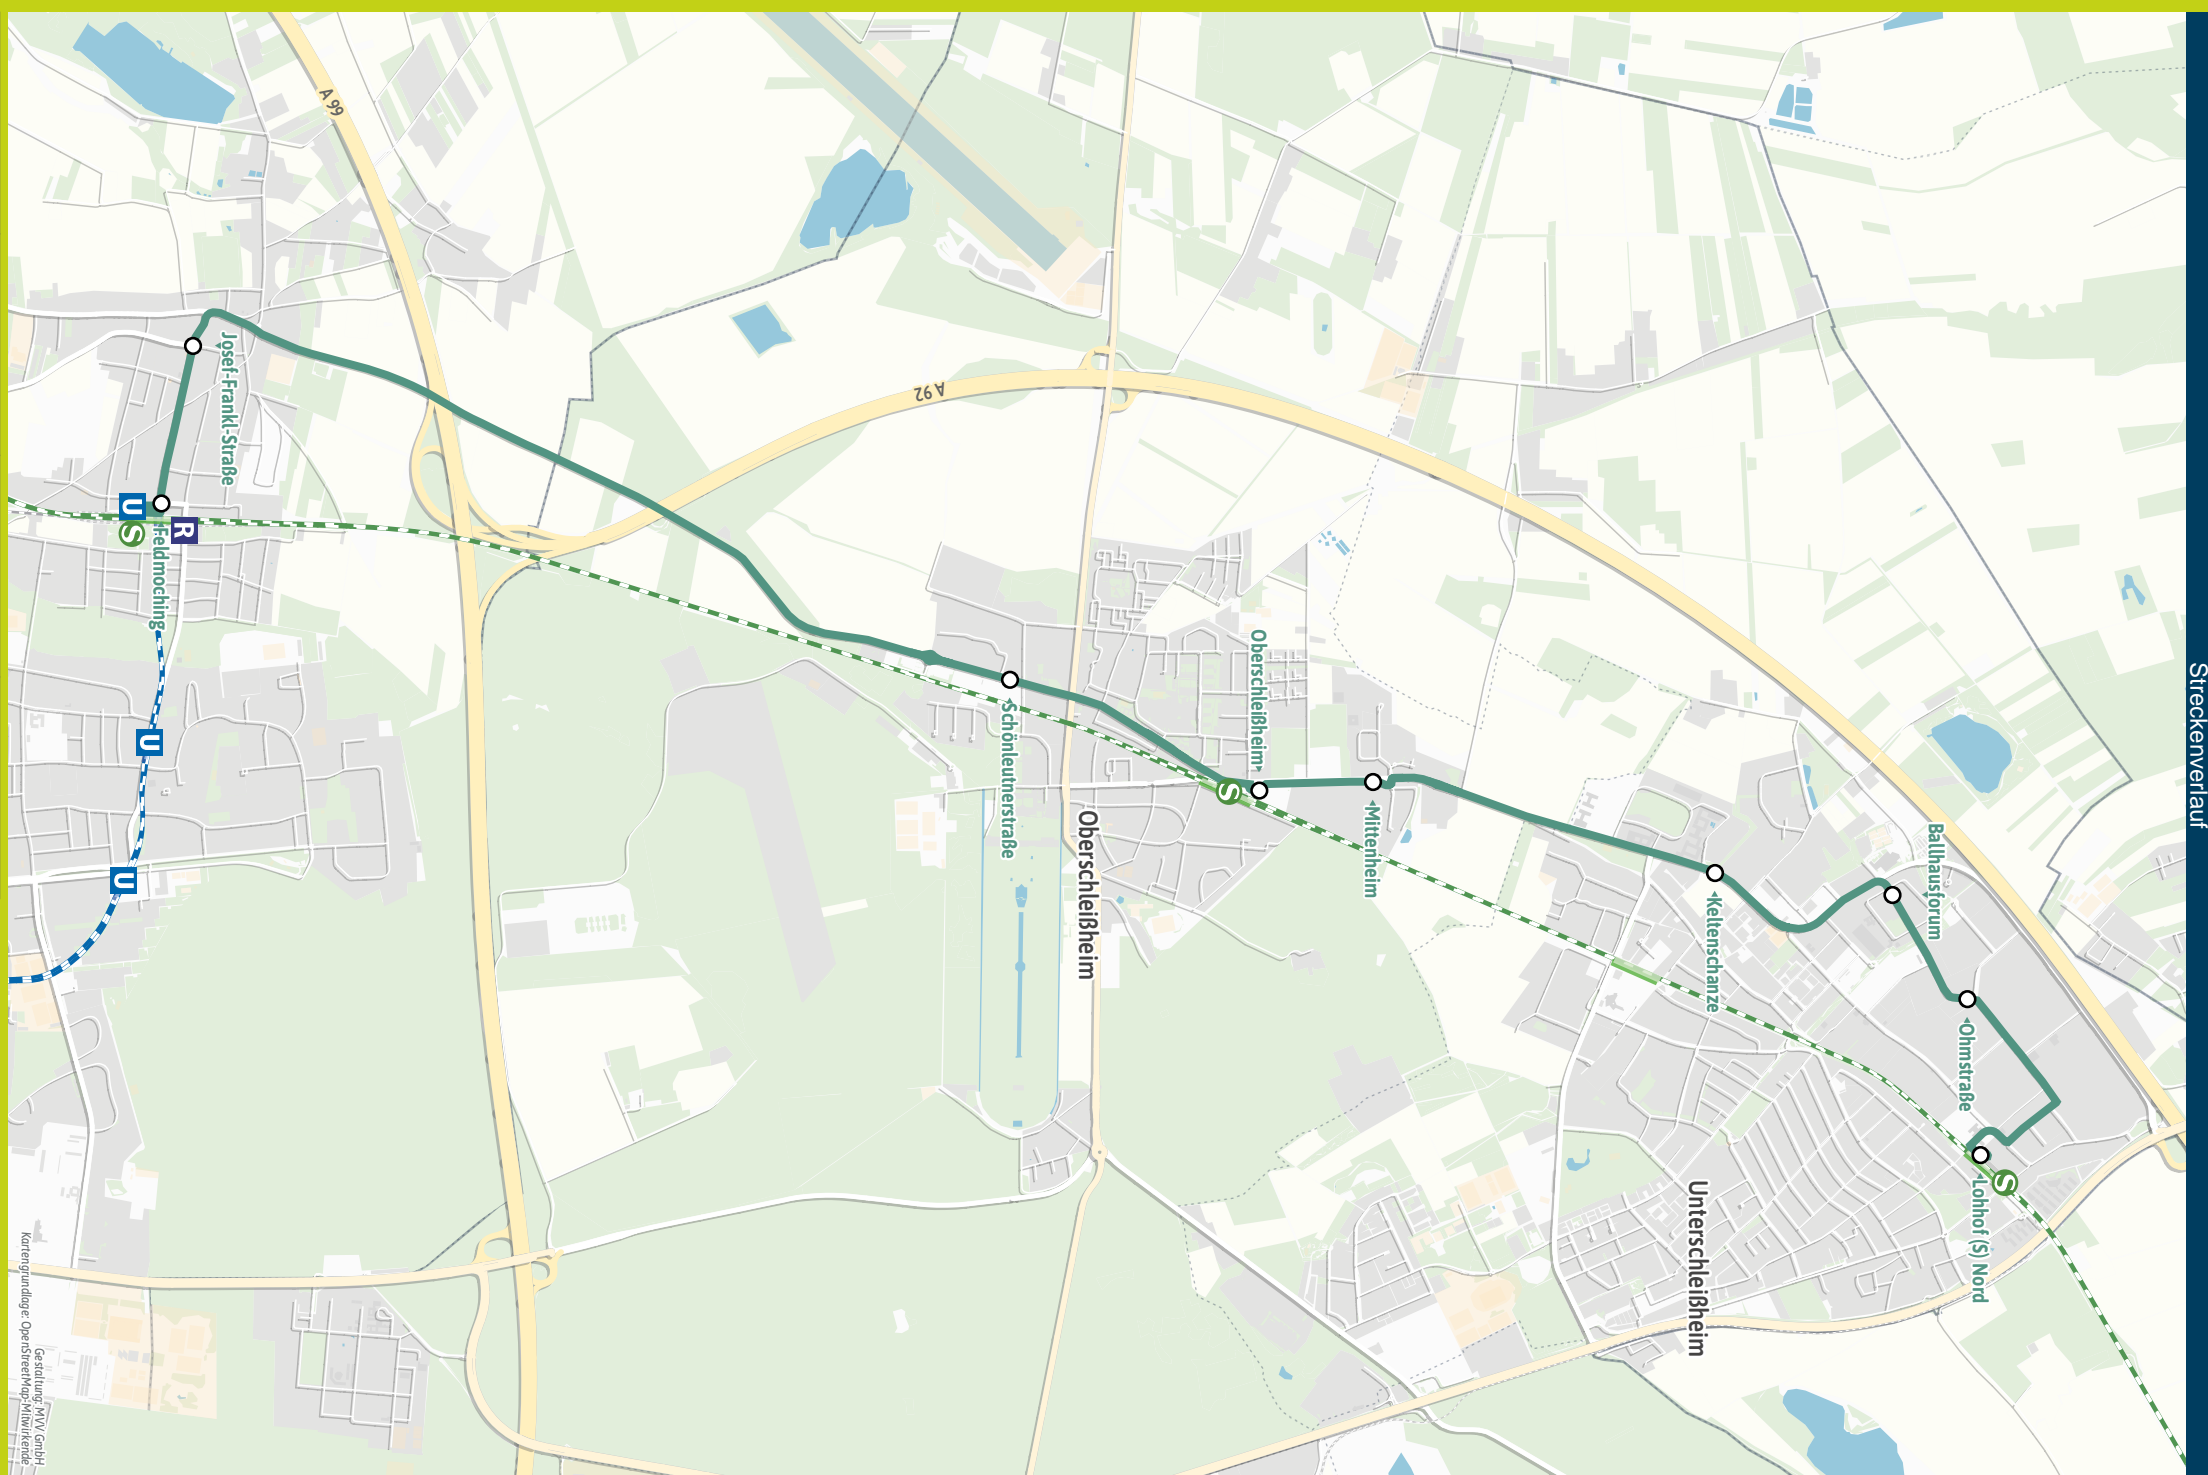 Streckenverlauf
Lohhof (S) Nord
S
Ohmstraße
Ballhausforum
Keltenschanze
Unterschleißheim
Mittenheim
Oberschleißheim
S
Oberschleißheim
Schönleutnerstraße
A 92
A 99
Josef-Frankl-Straße
R
Feldmoching
U
S
U
U
Gestaltung: MVV GmbH
Kartengrundlage: OpenStreetMap-Mitwirkende